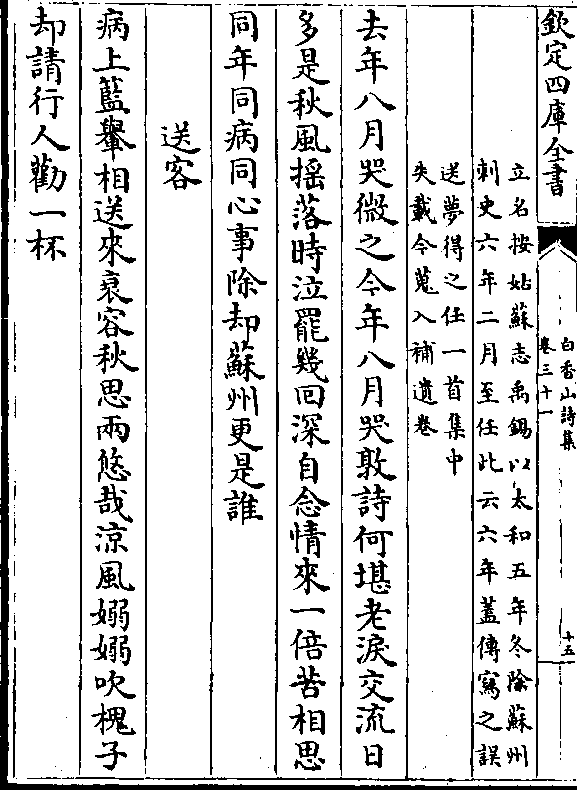 欽定四庫全書
白香山詩集
卷三十一
十五
立名按姑蘇志禹錫以太和五年冬除蘇州
刺史六年二月至任此云六年蓋傳寫之誤
送夢得之任一首集中
失載今蒐入補遺卷
去年八月哭微之今年八月哭敦詩何堪老淚交流日
多是秋風摇落時泣罷幾回深自念情來一倍苦相思
同年同病同心事除却蘇州更是誰
送客
病上籃轝相送來衰容秋思兩悠哉涼風嫋嫋吹槐子
却請行人勸一杯